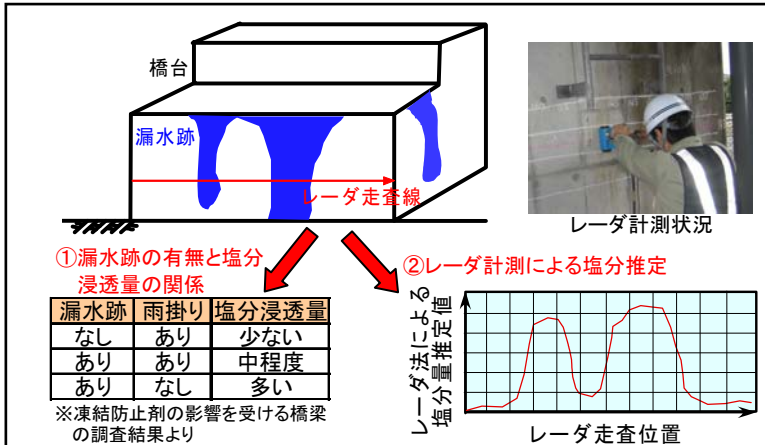 橋台
漏水跡
レーダ走査線
レーダ計測状況
①漏水跡の有無と塩分
浸透量の関係
漏水跡 雨掛り 塩分浸透量
なし あり 少ない
あり あり 中程度
あり なし 多い
※凍結防止剤の影響を受ける橋梁
の調査結果より
②レーダ計測による塩分推定
レーダ法による
塩分量推定値
レーダ走査位置